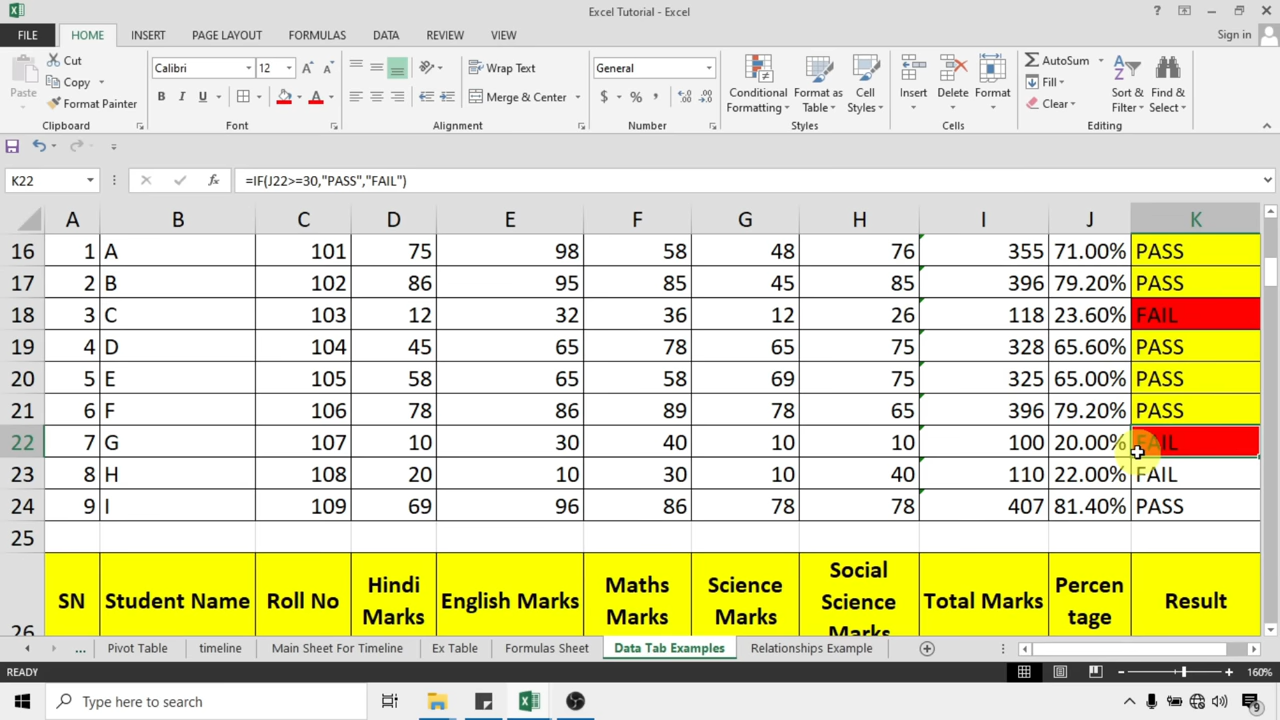 Excel Tutorial - Excel
?
FILE HOME INSERT PAGE LAYOUT FORMULAS DATA REVIEW VIEW Sign in
Paste Cut Copy Format Painter Clipboard
Calibri 12 A A B I U A Font
Wrap Text Merge & Center Alignment
General $ % , Number
Conditional Formatting Format as Table Cell Styles Styles
Insert Delete Format Cells
AutoSum Fill Clear Sort & Filter Find & Select Editing
K22 fx =IF(J22>=30,"PASS","FAIL")
A B C D E F G H I J K
16 1 A 101 75 98 58 48 76 355 71.00% PASS
17 2 B 102 86 95 85 45 85 396 79.20% PASS
18 3 C 103 12 32 36 12 26 118 23.60% FAIL
19 4 D 104 45 65 78 65 75 328 65.60% PASS
20 5 E 105 58 65 58 69 75 325 65.00% PASS
21 6 F 106 78 86 89 78 65 396 79.20% PASS
22 7 G 107 10 30 40 10 10 100 20.00% FAIL
23 8 H 108 20 10 30 10 40 110 22.00% FAIL
24 9 I 109 69 96 86 78 78 407 81.40% PASS
25
26 SN Student Name Roll No Hindi Marks English Marks Maths Marks Science Marks Social Science Marks Total Marks Percen tage Result
... Pivot Table timeline Main Sheet For Timeline Ex Table Formulas Sheet Data Tab Examples Relationships Example
READY 160%
Type here to search 9